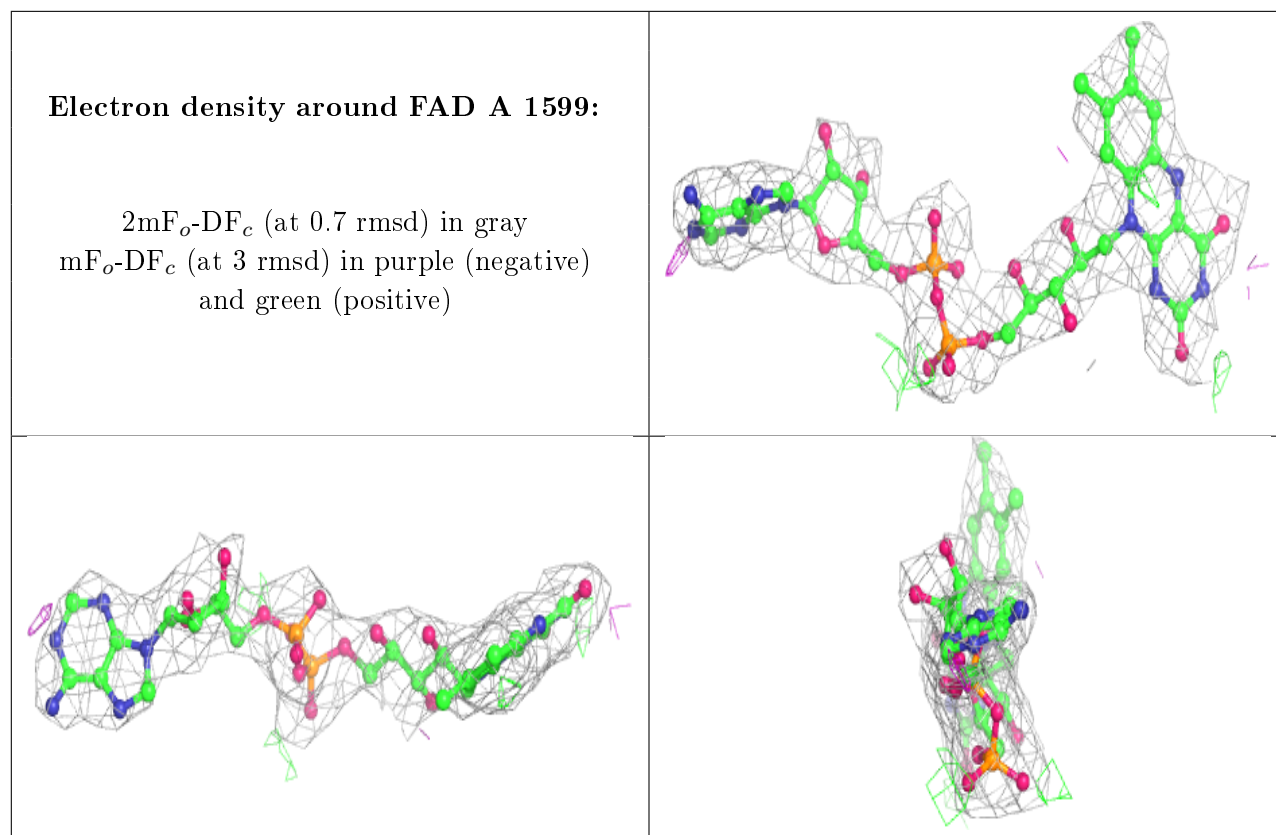 Electron density around FAD A 1599:
2mFₒ-DF𝒸 (at 0.7 rmsd) in gray
mFₒ-DF𝒸 (at 3 rmsd) in purple (negative)
and green (positive)